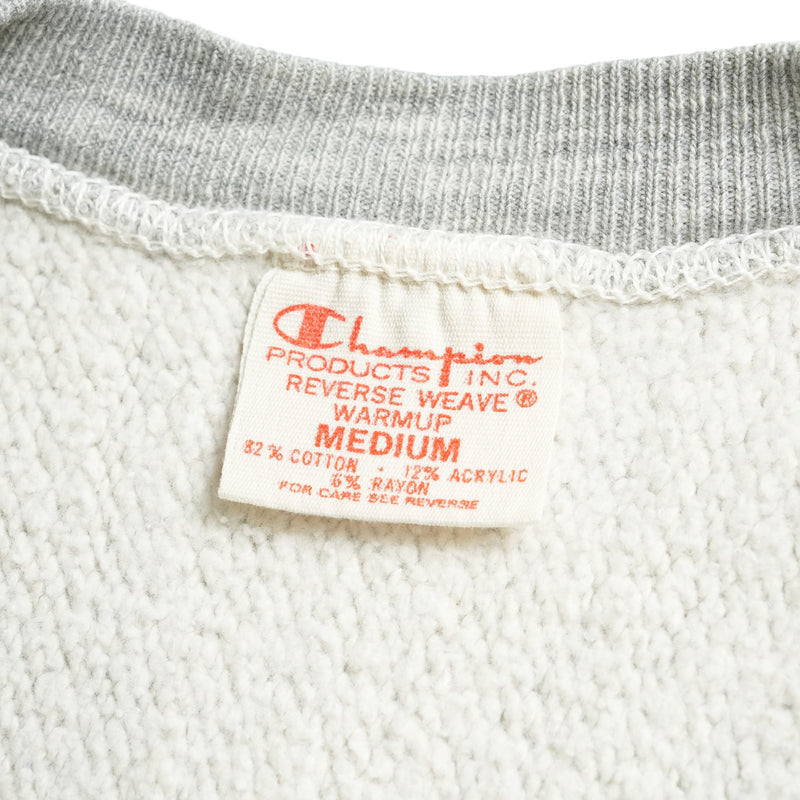 Champion
PRODUCTS INC.
REVERSE WEAVE®
WARMUP
MEDIUM
82% COTTON · 12% ACRYLIC
6% RAYON
FOR CARE SEE REVERSE